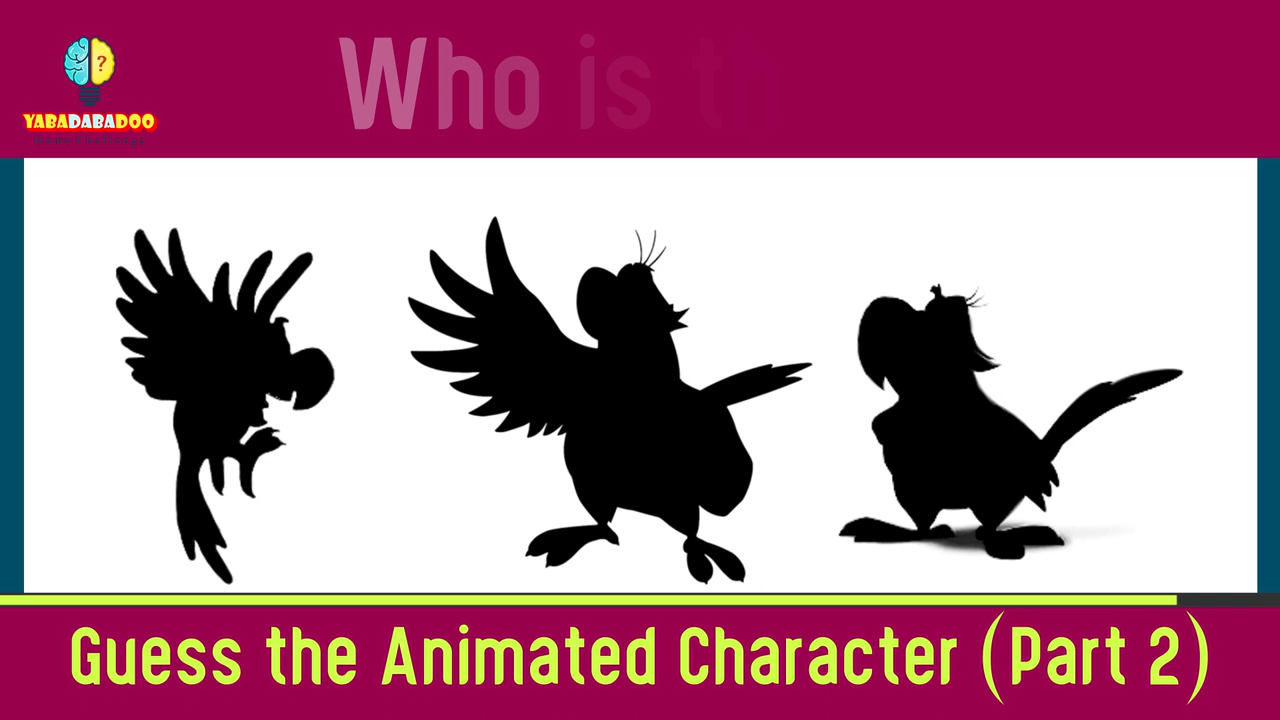 Who is th
?
YABADABADOO
Guess the Animated Character (Part 2)